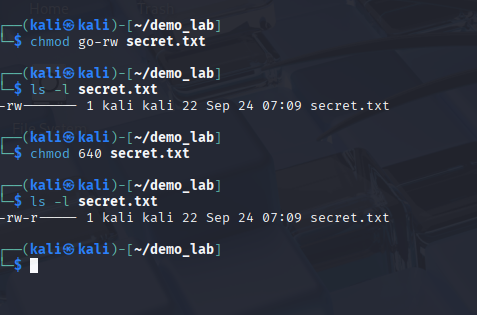 ┌──(kali㉿kali)-[~/demo_lab]
└─$ chmod go-rw secret.txt
┌──(kali㉿kali)-[~/demo_lab]
└─$ ls -l secret.txt
-rw------- 1 kali kali 22 Sep 24 07:09 secret.txt
┌──(kali㉿kali)-[~/demo_lab]
└─$ chmod 640 secret.txt
┌──(kali㉿kali)-[~/demo_lab]
└─$ ls -l secret.txt
-rw-r----- 1 kali kali 22 Sep 24 07:09 secret.txt
┌──(kali㉿kali)-[~/demo_lab]
└─$